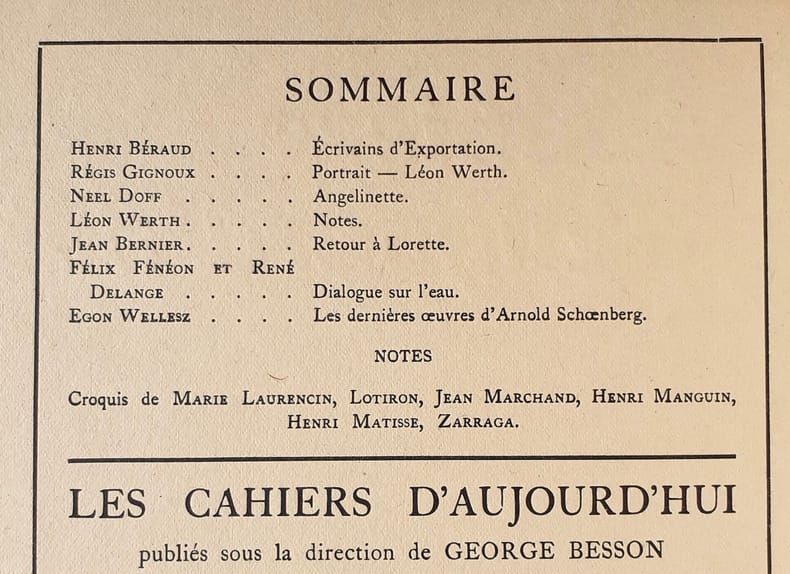 SOMMAIRE
HENRI BÉRAUD . . . . Écrivains d'Exportation.
RÉGIS GIGNOUX . . . . Portrait — Léon Werth.
NEEL DOFF . . . . . Angelinette.
LÉON WERTH . . . . . Notes.
JEAN BERNIER . . . . . Retour à Lorette.
FÉLIX FÉNÉON ET RENÉ
DELANGE . . . . . Dialogue sur l'eau.
EGON WELLESZ . . . . Les dernières œuvres d'Arnold Schœnberg.
NOTES
Croquis de MARIE LAURENCIN, LOTIRON, JEAN MARCHAND, HENRI MANGUIN,
HENRI MATISSE, ZARRAGA.
LES CAHIERS D'AUJOURD'HUI
publiés sous la direction de GEORGE BESSON